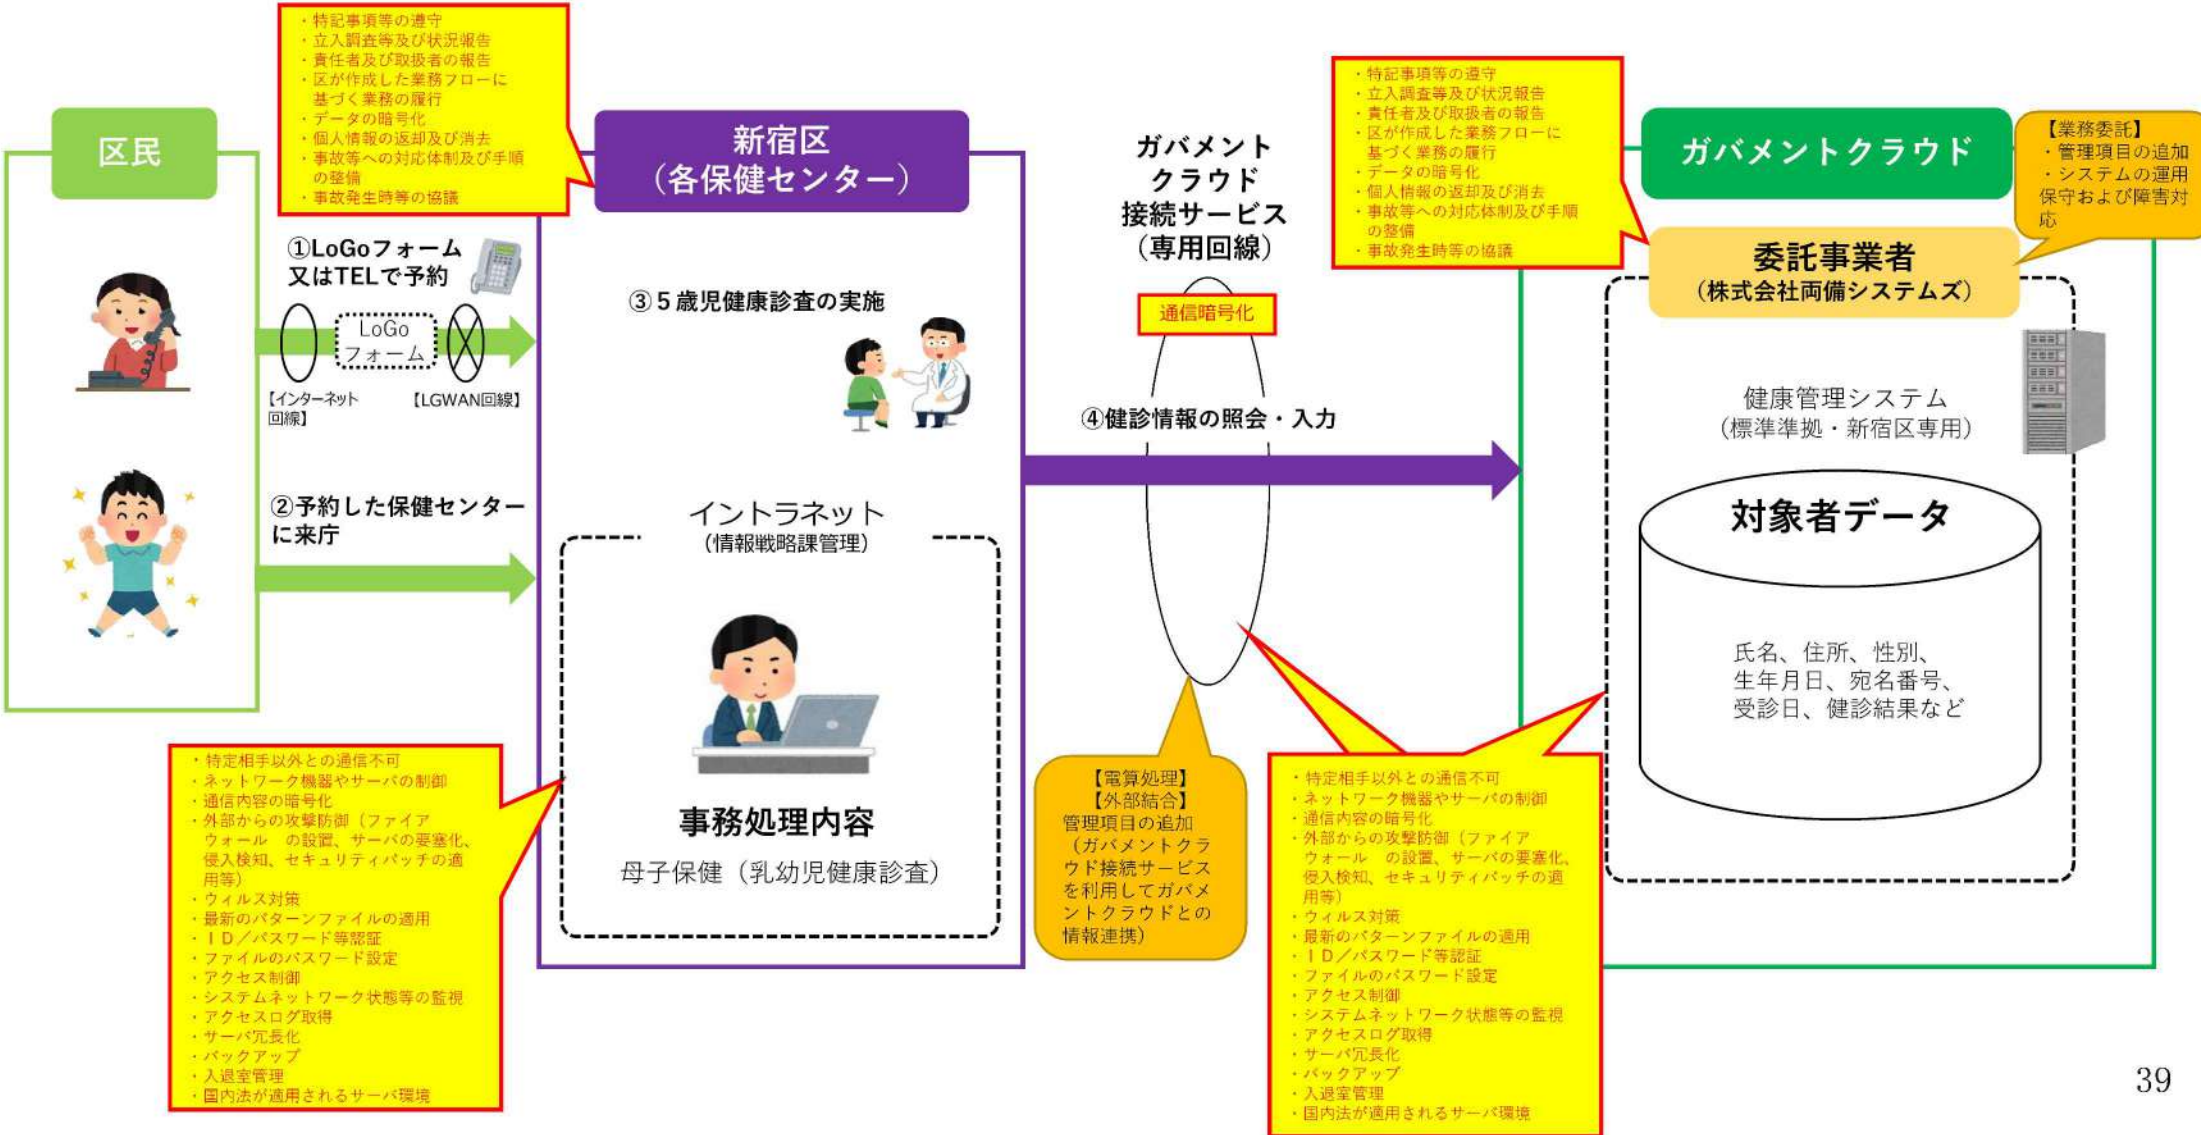 ・特記事項等の遵守
・立入調査等及び状況報告
・責任者及び取扱者の報告
・区が作成した業務フローに
基づく業務の履行
・データの暗号化
・個人情報の返却及び消去
・事故等への対応体制及び手順
の整備
・事故発生時等の協議
区民
①LoGoフォーム
又はTELで予約
LoGo
フォーム
【インターネット
回線】
【LGWAN回線】
②予約した保健センター
に来庁
新宿区
（各保健センター）
③５歳児健康診査の実施
イントラネット
（情報戦略課管理）
事務処理内容
母子保健（乳幼児健康診査）
・特定相手以外との通信不可
・ネットワーク機器やサーバの制御
・通信内容の暗号化
・外部からの攻撃防御（ファイア
ウォール　の設置、サーバの要塞化、
侵入検知、セキュリティパッチの適
用等）
・ウィルス対策
・最新のパターンファイルの適用
・ＩＤ／パスワード等認証
・ファイルのパスワード設定
・アクセス制御
・システムネットワーク状態等の監視
・アクセスログ取得
・サーバ冗長化
・バックアップ
・入退室管理
・国内法が適用されるサーバ環境
ガバメント
クラウド
接続サービス
（専用回線）
通信暗号化
④健診情報の照会・入力
【電算処理】
【外部結合】
管理項目の追加
（ガバメントクラ
ウド接続サービス
を利用してガバメ
ントクラウドとの
情報連携）
・特記事項等の遵守
・立入調査等及び状況報告
・責任者及び取扱者の報告
・区が作成した業務フローに
基づく業務の履行
・データの暗号化
・個人情報の返却及び消去
・事故等への対応体制及び手順
の整備
・事故発生時等の協議
ガバメントクラウド
【業務委託】
・管理項目の追加
・システムの運用
保守および障害対
応
委託事業者
（株式会社両備システムズ）
健康管理システム
（標準準拠・新宿区専用）
対象者データ
氏名、住所、性別、
生年月日、宛名番号、
受診日、健診結果など
・特定相手以外との通信不可
・ネットワーク機器やサーバの制御
・通信内容の暗号化
・外部からの攻撃防御（ファイア
ウォール　の設置、サーバの要塞化、
侵入検知、セキュリティパッチの適
用等）
・ウィルス対策
・最新のパターンファイルの適用
・ＩＤ／パスワード等認証
・ファイルのパスワード設定
・アクセス制御
・システムネットワーク状態等の監視
・アクセスログ取得
・サーバ冗長化
・バックアップ
・入退室管理
・国内法が適用されるサーバ環境
39